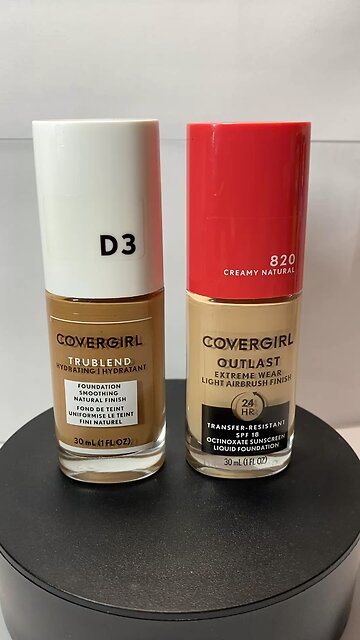 D3
COVERGIRL
TRUBLEND
HYDRATING | HYDRATANT
FOUNDATION
SMOOTHING
NATURAL FINISH
FOND DE TEINT
UNIFORMISE LE TEINT
FINI NATUREL
30 mL (1 FL OZ)
820
CREAMY NATURAL
COVERGIRL
OUTLAST
EXTREME WEAR
LIGHT AIRBRUSH FINISH
24
HR
TRANSFER-RESISTANT
SPF 18
OCTINOXATE SUNSCREEN
LIQUID FOUNDATION
30 mL (1 FL OZ)